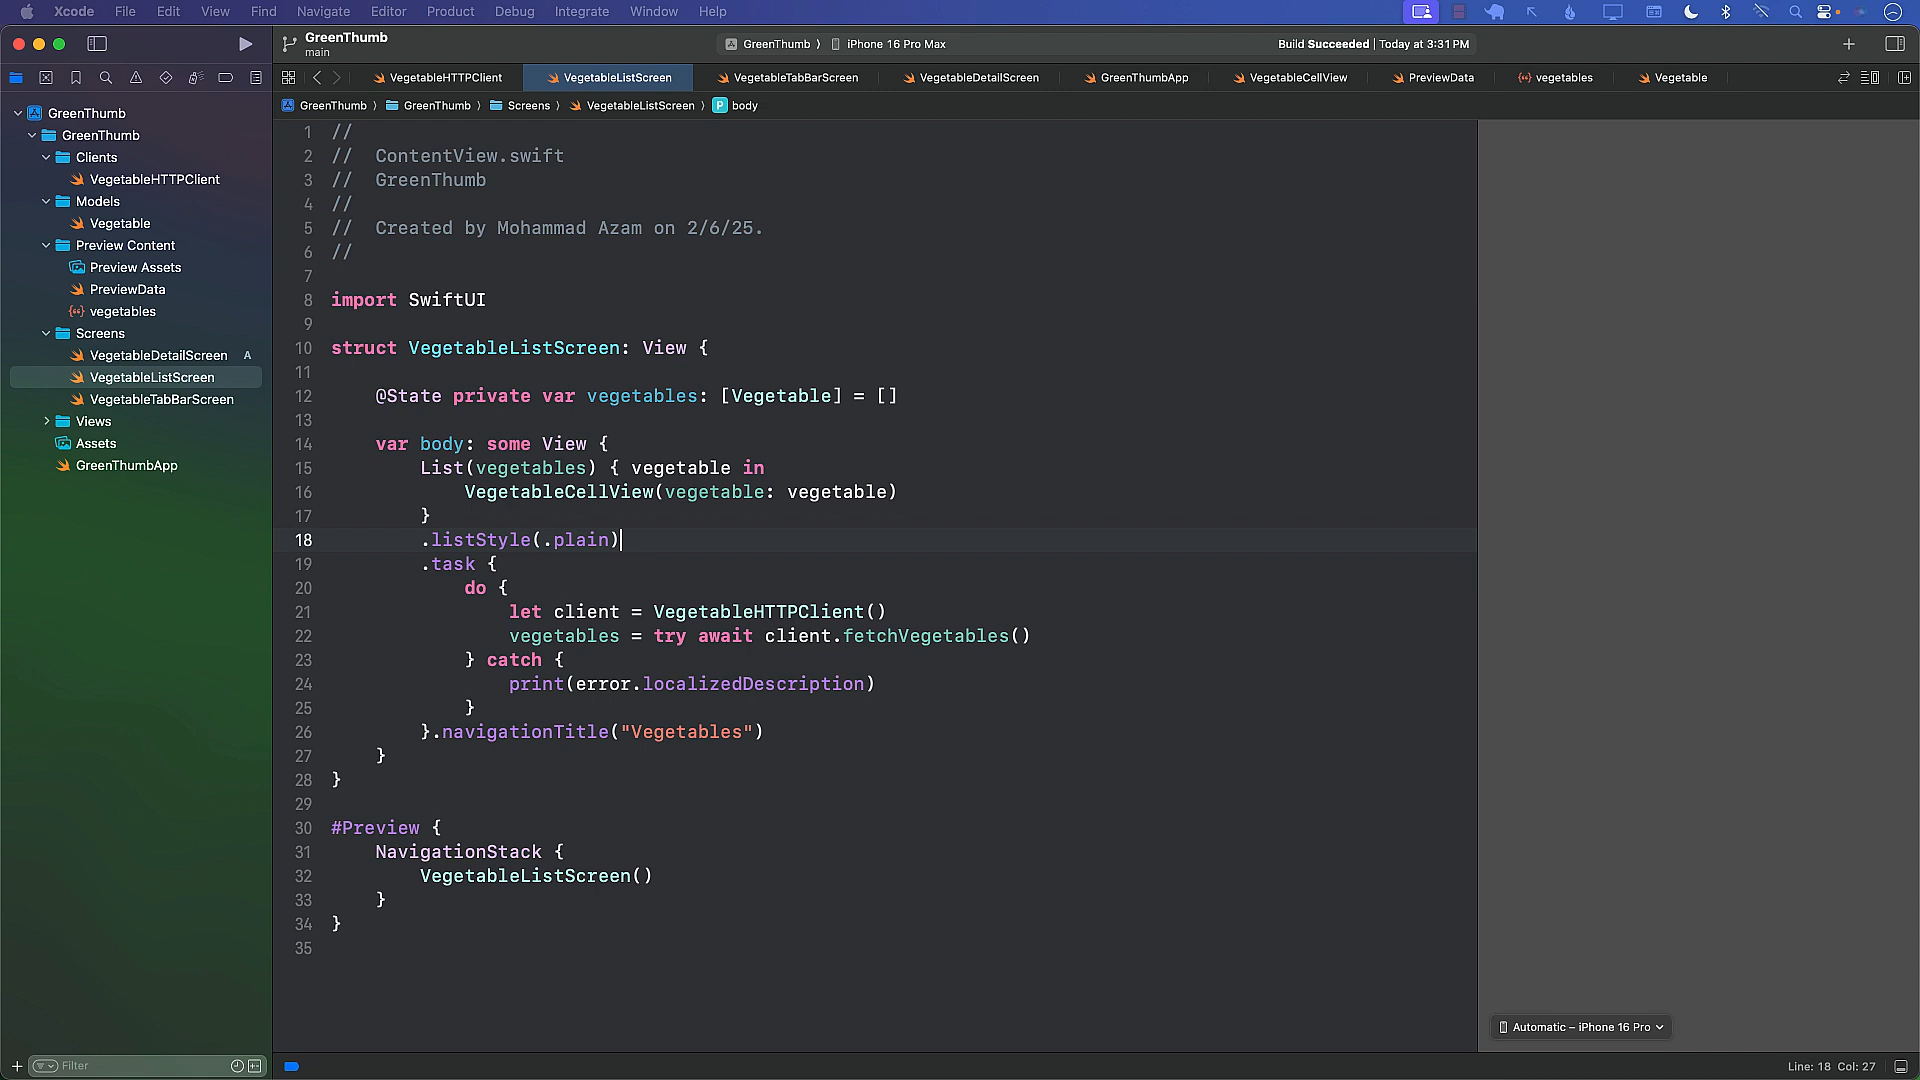 Xcode File Edit View Find Navigate Editor Product Debug Integrate Window Help
GreenThumb
main
GreenThumb 〉 iPhone 16 Pro Max
Build Succeeded | Today at 3:31 PM
VegetableHTTPClient VegetableListScreen VegetableTabBarScreen VegetableDetailScreen GreenThumbApp VegetableCellView PreviewData vegetables Vegetable
GreenThumb 〉 GreenThumb 〉 Screens 〉 VegetableListScreen 〉 P body
GreenThumb
GreenThumb
Clients
VegetableHTTPClient
Models
Vegetable
Preview Content
Preview Assets
PreviewData
vegetables
Screens
VegetableDetailScreen A
VegetableListScreen
VegetableTabBarScreen
Views
Assets
GreenThumbApp
Filter
1 //
2 //  ContentView.swift
3 //  GreenThumb
4 //
5 //  Created by Mohammad Azam on 2/6/25.
6 //
7
8 import SwiftUI
9
10 struct VegetableListScreen: View {
11
12     @State private var vegetables: [Vegetable] = []
13
14     var body: some View {
15         List(vegetables) { vegetable in
16             VegetableCellView(vegetable: vegetable)
17         }
18         .listStyle(.plain)
19         .task {
20             do {
21                 let client = VegetableHTTPClient()
22                 vegetables = try await client.fetchVegetables()
23             } catch {
24                 print(error.localizedDescription)
25             }
26         }.navigationTitle("Vegetables")
27     }
28 }
29
30 #Preview {
31     NavigationStack {
32         VegetableListScreen()
33     }
34 }
35
Automatic – iPhone 16 Pro
Line: 18 Col: 27